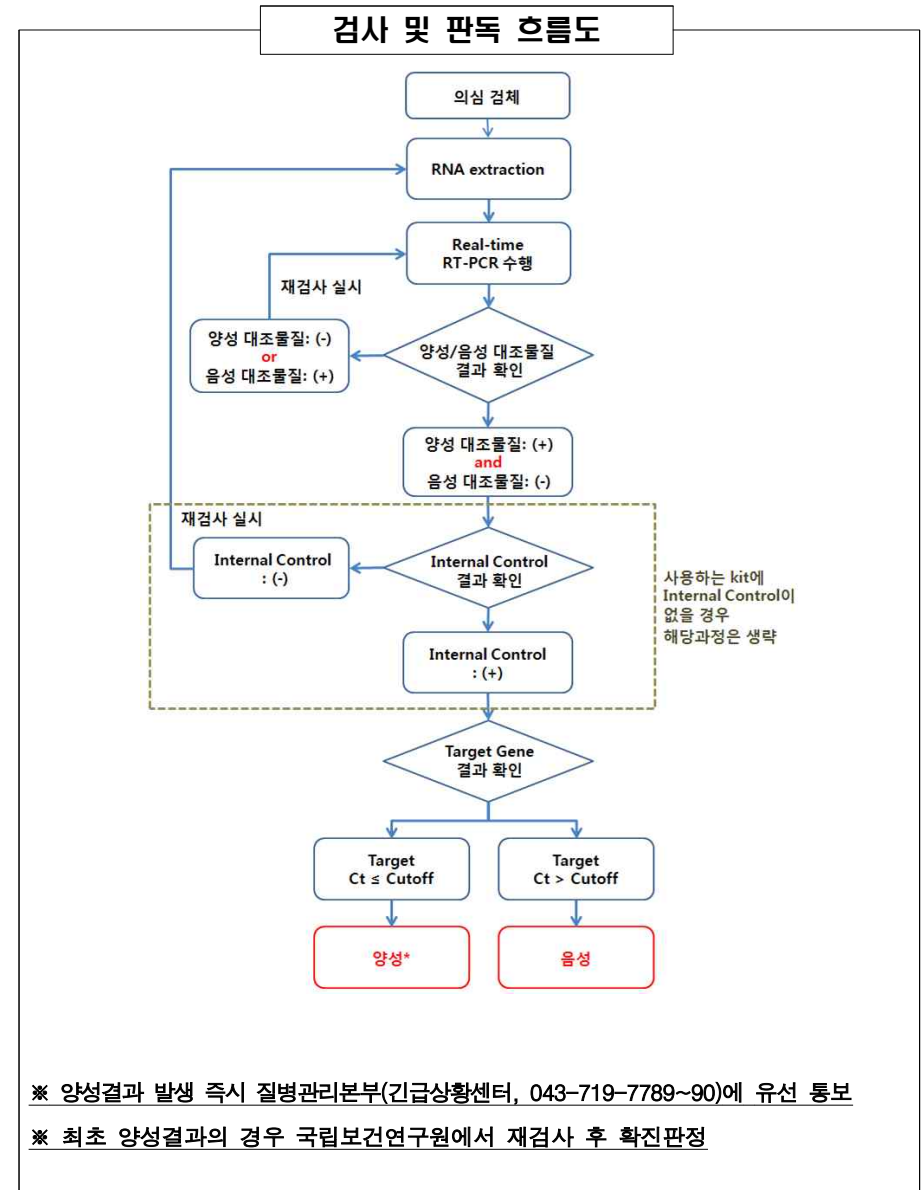 검사 및 판독 흐름도
의심 검체
RNA extraction
Real-time
RT-PCR 수행
재검사 실시
양성 대조물질: (-)
or
음성 대조물질: (+)
양성/음성 대조물질
결과 확인
양성 대조물질: (+)
and
음성 대조물질: (-)
재검사 실시
Internal Control
: (-)
Internal Control
결과 확인
사용하는 kit에
Internal Control이
없을 경우
해당과정은 생략
Internal Control
: (+)
Target Gene
결과 확인
Target
Ct ≤ Cutoff
Target
Ct > Cutoff
양성*
음성
※ 양성결과 발생 즉시 질병관리본부(긴급상황센터, 043-719-7789~90)에 유선 통보
※ 최초 양성결과의 경우 국립보건연구원에서 재검사 후 확진판정